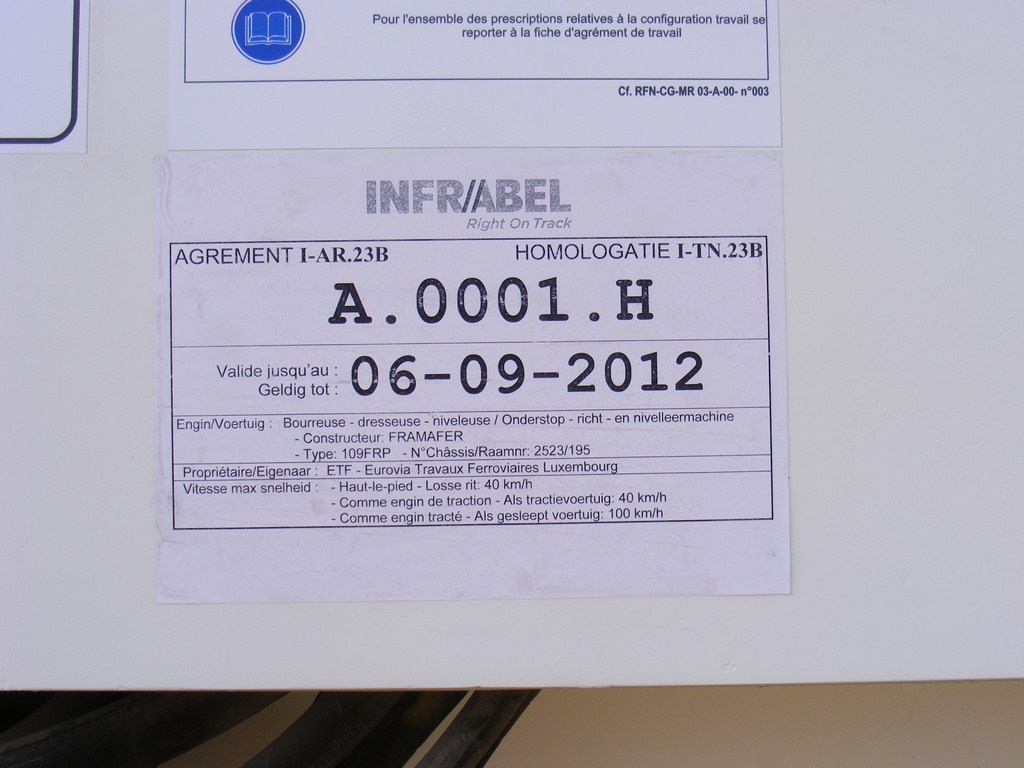 Pour l'ensemble des prescriptions relatives à la configuration travail se
reporter à la fiche d'agrément de travail
Cf. RFN-CG-MR 03-A-00- n°003
INFRABEL
Right On Track
AGREMENT I-AR.23B HOMOLOGATIE I-TN.23B
A.0001.H
Valide jusqu'au :
Geldig tot : 06-09-2012
Engin/Voertuig : Bourreuse - dresseuse - niveleuse / Onderstop - richt - en nivelleermachine
- Constructeur: FRAMAFER
- Type: 109FRP - N°Châssis/Raamnr: 2523/195
Propriétaire/Eigenaar : ETF - Eurovia Travaux Ferroviaires Luxembourg
Vitesse max snelheid : - Haut-le-pied - Losse rit: 40 km/h
- Comme engin de traction - Als tractievoertuig: 40 km/h
- Comme engin tracté - Als gesleept voertuig: 100 km/h